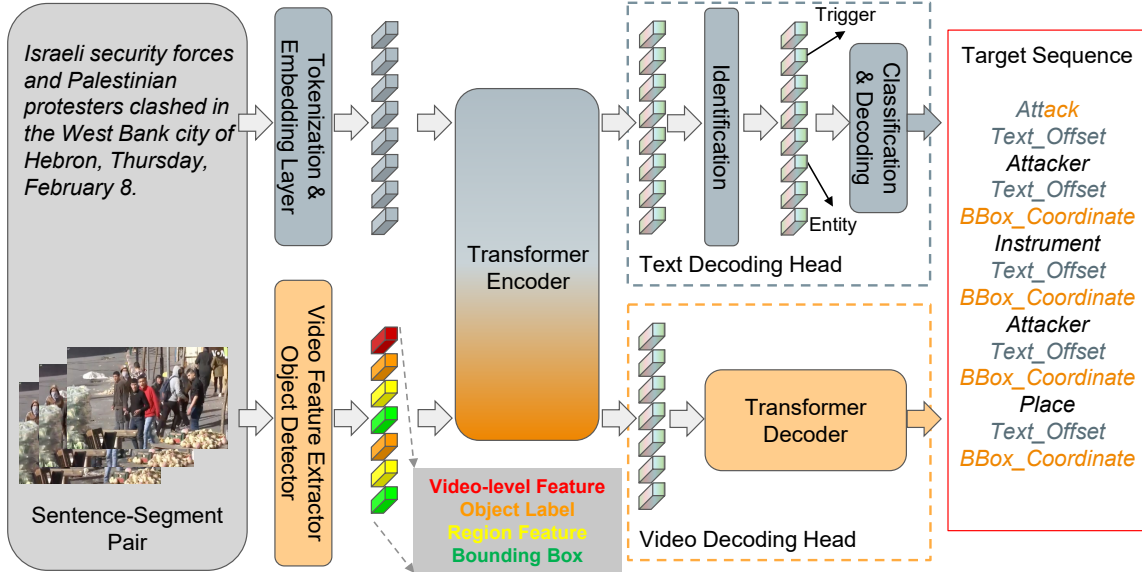 Israeli security forces
and Palestinian
protesters clashed in
the West Bank city of
Hebron, Thursday,
February 8.
Sentence-Segment
Pair
Tokenization &
Embedding Layer
Video Feature Extractor
Object Detector
Transformer
Encoder
Video-level Feature
Object Label
Region Feature
Bounding Box
Identification
Trigger
Entity
Classification
& Decoding
Text Decoding Head
Transformer
Decoder
Video Decoding Head
Target Sequence
Attack
Text_Offset
Attacker
Text_Offset
BBox_Coordinate
Instrument
Text_Offset
BBox_Coordinate
Attacker
Text_Offset
BBox_Coordinate
Place
Text_Offset
BBox_Coordinate